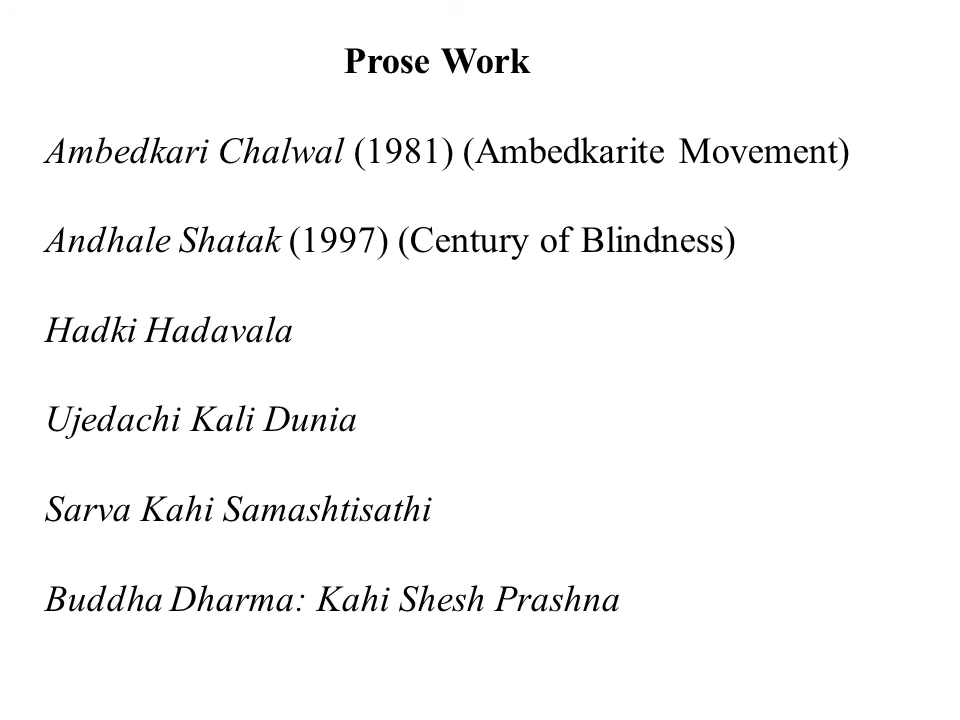 Prose Work
Ambedkari Chalwal (1981) (Ambedkarite Movement)
Andhale Shatak (1997) (Century of Blindness)
Hadki Hadavala
Ujedachi Kali Dunia
Sarva Kahi Samashtisathi
Buddha Dharma: Kahi Shesh Prashna